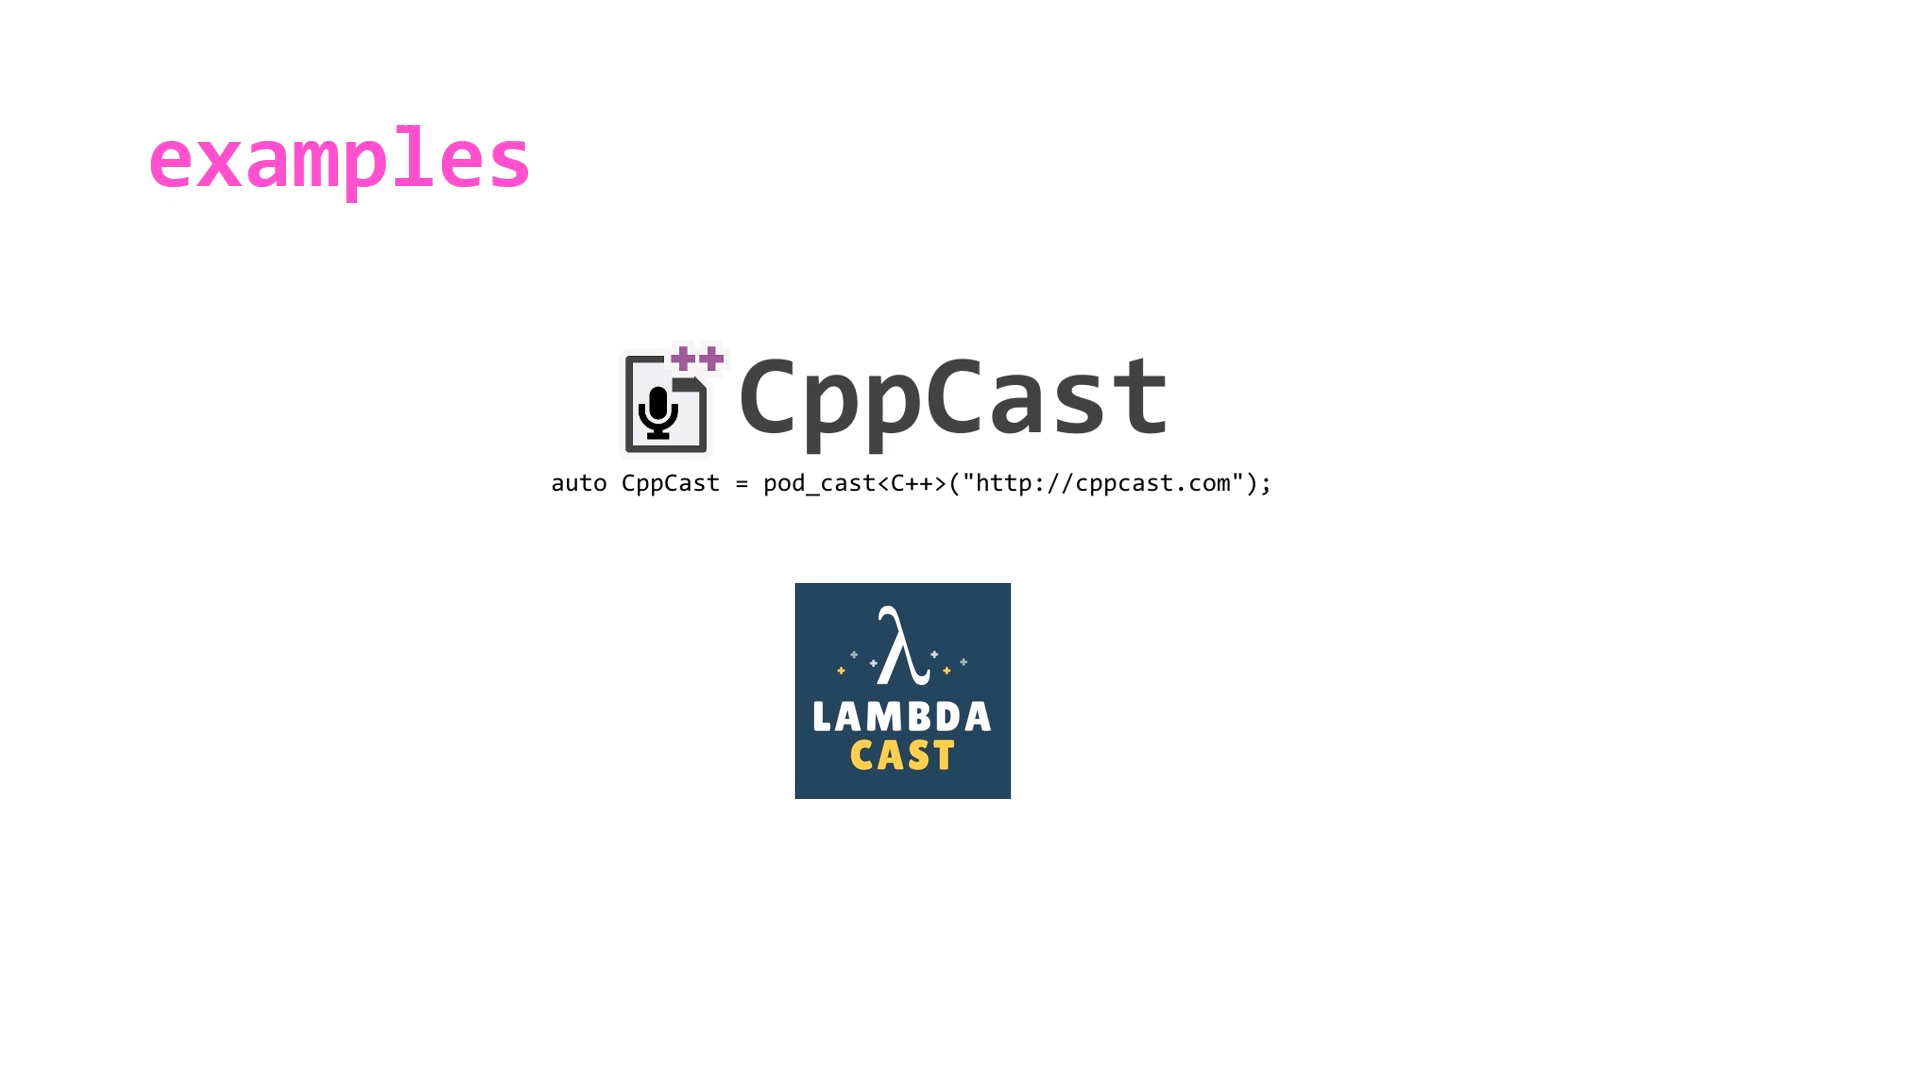 examples
CppCast
auto CppCast = pod_cast<C++>("http://cppcast.com");
λ
LAMBDA
CAST